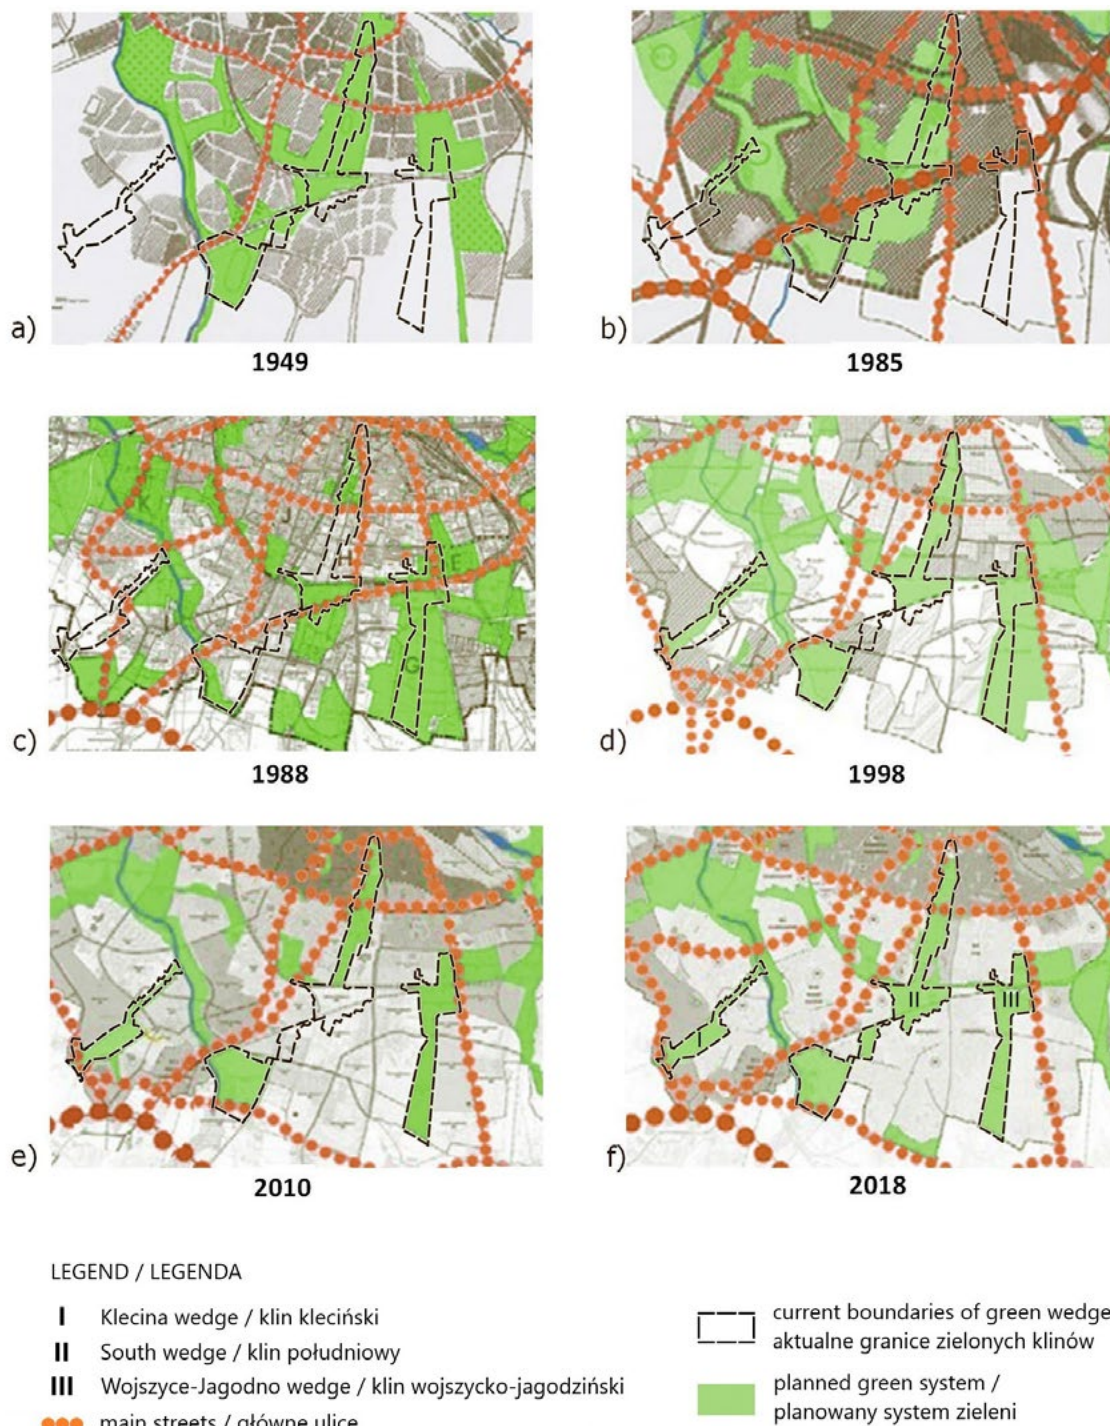 a)
1949
b)
1985
K
J
H
E
I
G
F
c)
1988
d)
1998
e)
2010
I
II
III
f)
2018
LEGEND / LEGENDA
I Klecina wedge / klin kleciński
II South wedge / klin południowy
III Wojszyce-Jagodno wedge / klin wojszycko-jagodziński
main streets / główne ulice
current boundaries of green wedge
aktualne granice zielonych klinów
planned green system /
planowany system zieleni